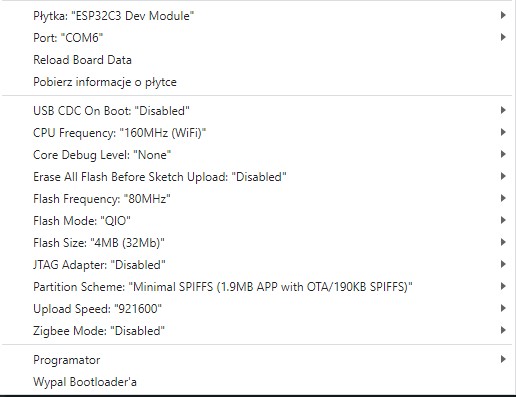 Płytka: "ESP32C3 Dev Module"
Port: "COM6"
Reload Board Data
Pobierz informacje o płytce
USB CDC On Boot: "Disabled"
CPU Frequency: "160MHz (WiFi)"
Core Debug Level: "None"
Erase All Flash Before Sketch Upload: "Disabled"
Flash Frequency: "80MHz"
Flash Mode: "QIO"
Flash Size: "4MB (32Mb)"
JTAG Adapter: "Disabled"
Partition Scheme: "Minimal SPIFFS (1.9MB APP with OTA/190KB SPIFFS)"
Upload Speed: "921600"
Zigbee Mode: "Disabled"
Programator
Wypal Bootloader'a